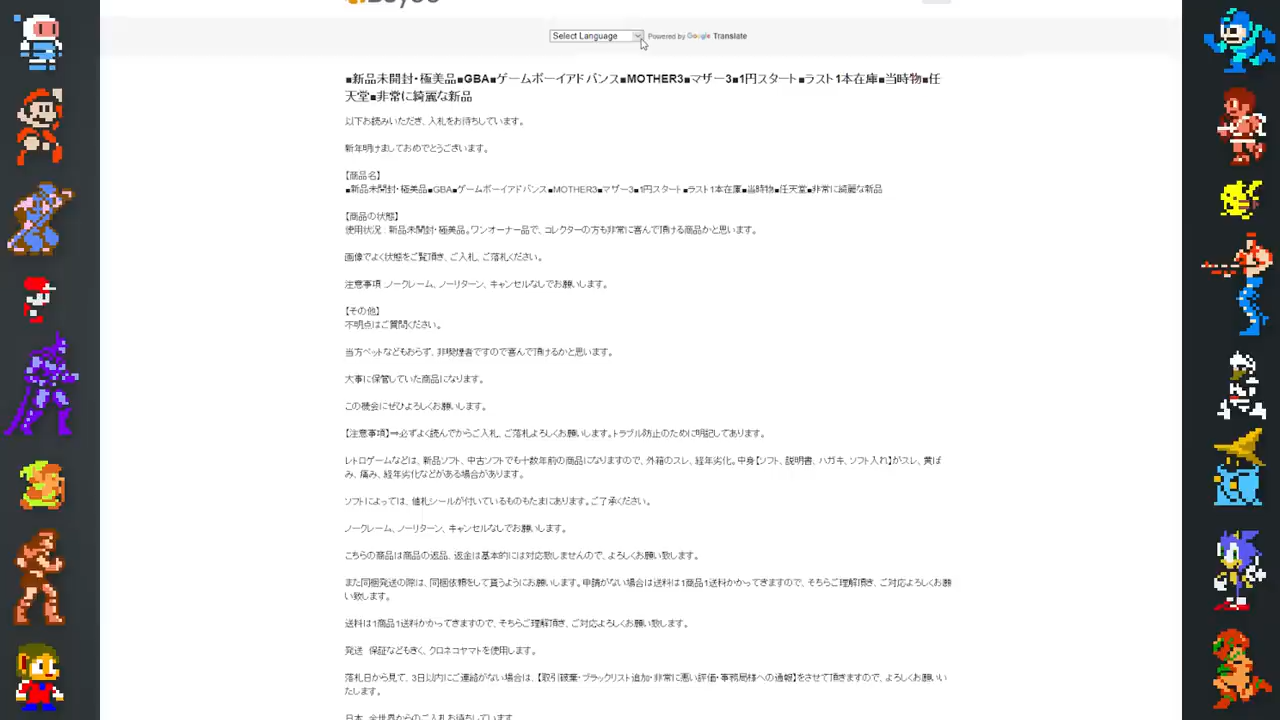 Select Language
Powered by Google Translate
■新品未開封・極美品■GBA■ゲームボーイアドバンス■MOTHER3■マザー3■1円スタート■ラスト1本在庫■当時物■任
天堂■非常に綺麗な新品
以下お読みいただき、入札をお待ちしています。
新年明けましておめでとうございます。
【商品名】
■新品未開封・極美品■GBA■ゲームボーイアドバンス■MOTHER3■マザー3■1円スタート■ラスト1本在庫■当時物■任天堂■非常に綺麗な新品
【商品の状態】
使用状況 : 新品未開封・極美品。ワンオーナー品で、コレクターの方も非常に喜んで頂ける商品かと思います。
画像でよく状態をご覧頂き、ご入札、ご落札ください。
注意事項 :ノークレーム、ノーリターン、キャンセルなしでお願いします。
【その他】
不明点はご質問ください。
当方ペットなどもおらず、非喫煙者ですので喜んで頂けるかと思います。
大事に保管していた商品になります。
この機会にぜひよろしくお願いします。
【注意事項】⇒必ずよく読んでからご入札、ご落札よろしくお願いします。トラブル防止のために明記してあります。
レトロゲームなどは、新品ソフト、中古ソフトでも十数年前の商品になりますので、外箱のスレ、経年劣化。中身【ソフト、説明書、ハガキ、ソフト入れ】がスレ、黄ば
み、痛み、経年劣化などがある場合があります。
ソフトによっては、値札シールが付いているものもたまにあります。ご了承ください。
ノークレーム、ノーリターン、キャンセルなしでお願いします。
こちらの商品は商品の返品、返金は基本的には対応致しませんので、よろしくお願い致します。
また同梱発送の際は、同梱依頼をして貰うようにお願いします。申請がない場合は送料は1商品1送料かかってきますので、そちらご理解頂き、ご対応よろしくお願
い致します。
送料は1商品1送料かかってきますので、そちらご理解頂き、ご対応よろしくお願い致します。
発送 保証などもきく、クロネコヤマトを使用します。
落札日から見て、3日以内にご連絡がない場合は、【取引破棄・ブラックリスト追加・非常に悪い評価・事務局様への通報】をさせて頂きますので、よろしくお願いい
たします。
日本、全世界からのご入札お待ちしています。